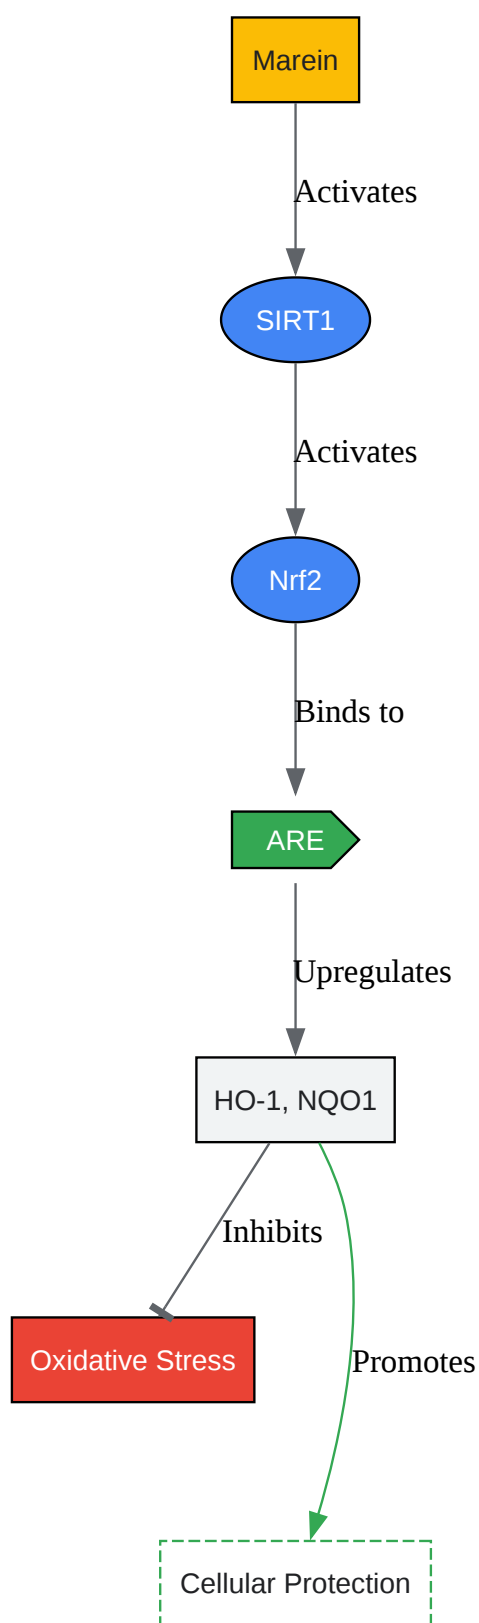 Marein
Activates
SIRT1
Activates
Nrf2
Binds to
ARE
Upregulates
HO-1, NQO1
Inhibits
Oxidative Stress
Promotes
Cellular Protection